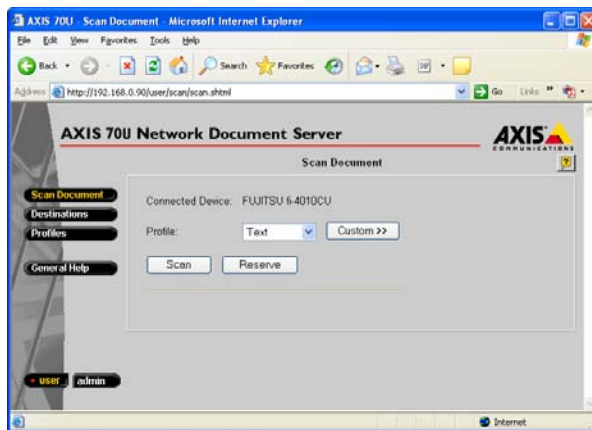 AXIS 70U - Scan Document - Microsoft Internet Explorer
File Edit View Favorites Tools Help
Back Search Favorites
Address http://192.168.0.90/user/scan/scan.shtml Go Links »
AXIS 70U Network Document Server
AXIS
COMMUNICATIONS
Scan Document ?
Scan Document
Connected Device: FUJITSU fi-4010CU
Destinations
Profiles
Profile: Text Custom >>
General Help
Scan Reserve
user admin
Internet